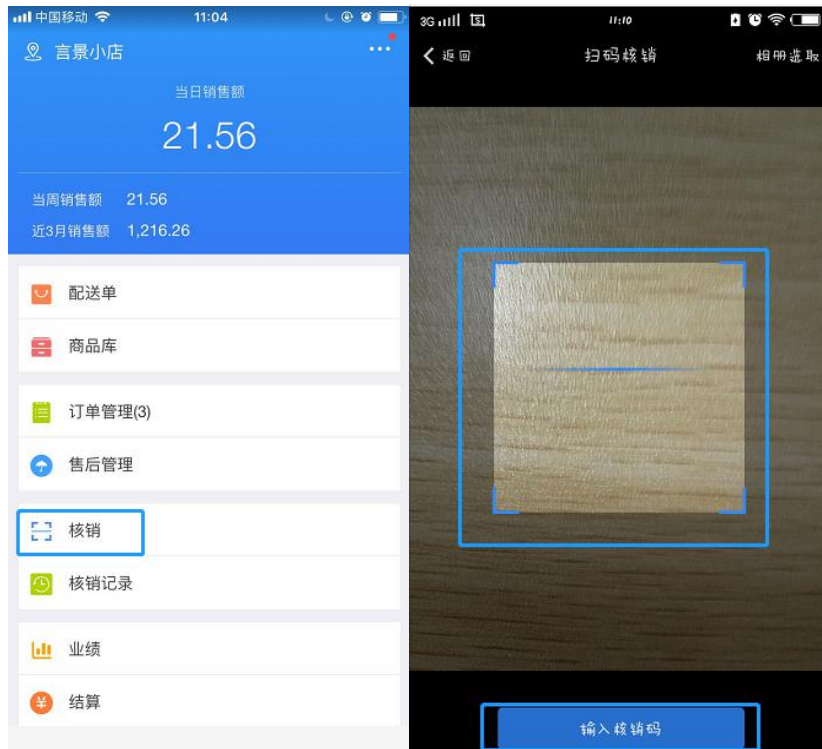 中国移动 11:04
言景小店
当日销售额
21.56
当周销售额 21.56
近3月销售额 1,216.26
配送单
商品库
订单管理(3)
售后管理
核销
核销记录
业绩
结算
3G 11:10
返回 扫码核销 相册选取
输入核销码